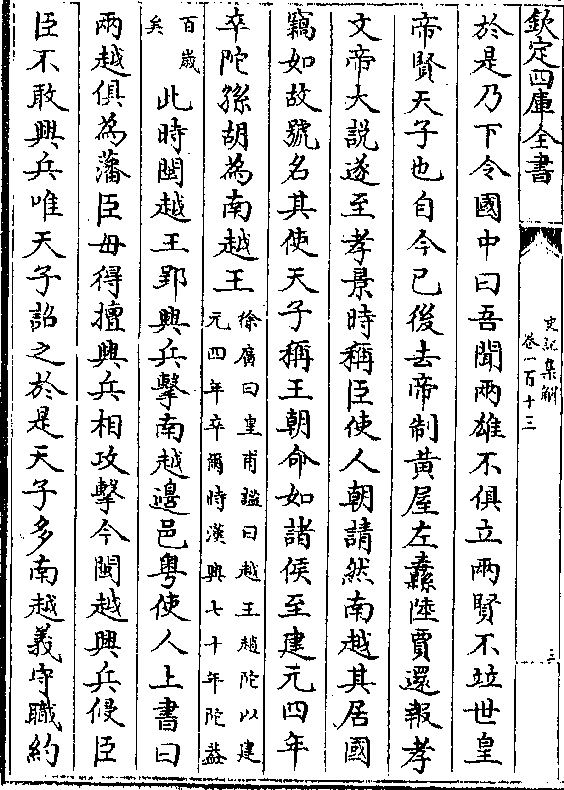 欽定四庫全書
史記集解
卷一百十三
三
於是乃下令國中曰吾聞兩雄不俱立兩賢不竝世皇
帝賢天子也自今已後去帝制黃屋左纛陸賈還報孝
文帝大說遂至孝景時稱臣使人朝請然南越其居國
竊如故號名其使天子稱王朝命如諸侯至建元四年
卒陀孫胡為南越王
徐廣曰皇甫謐曰越王趙陀以建
元四年卒爾時漢興七十年陀葢
百歲
矣
此時閩越王郢興兵擊南越邊邑粤使人上書曰
兩越俱為藩臣毋得擅興兵相攻擊今閩越興兵侵臣
臣不敢興兵唯天子詔之於是天子多南越義守職約